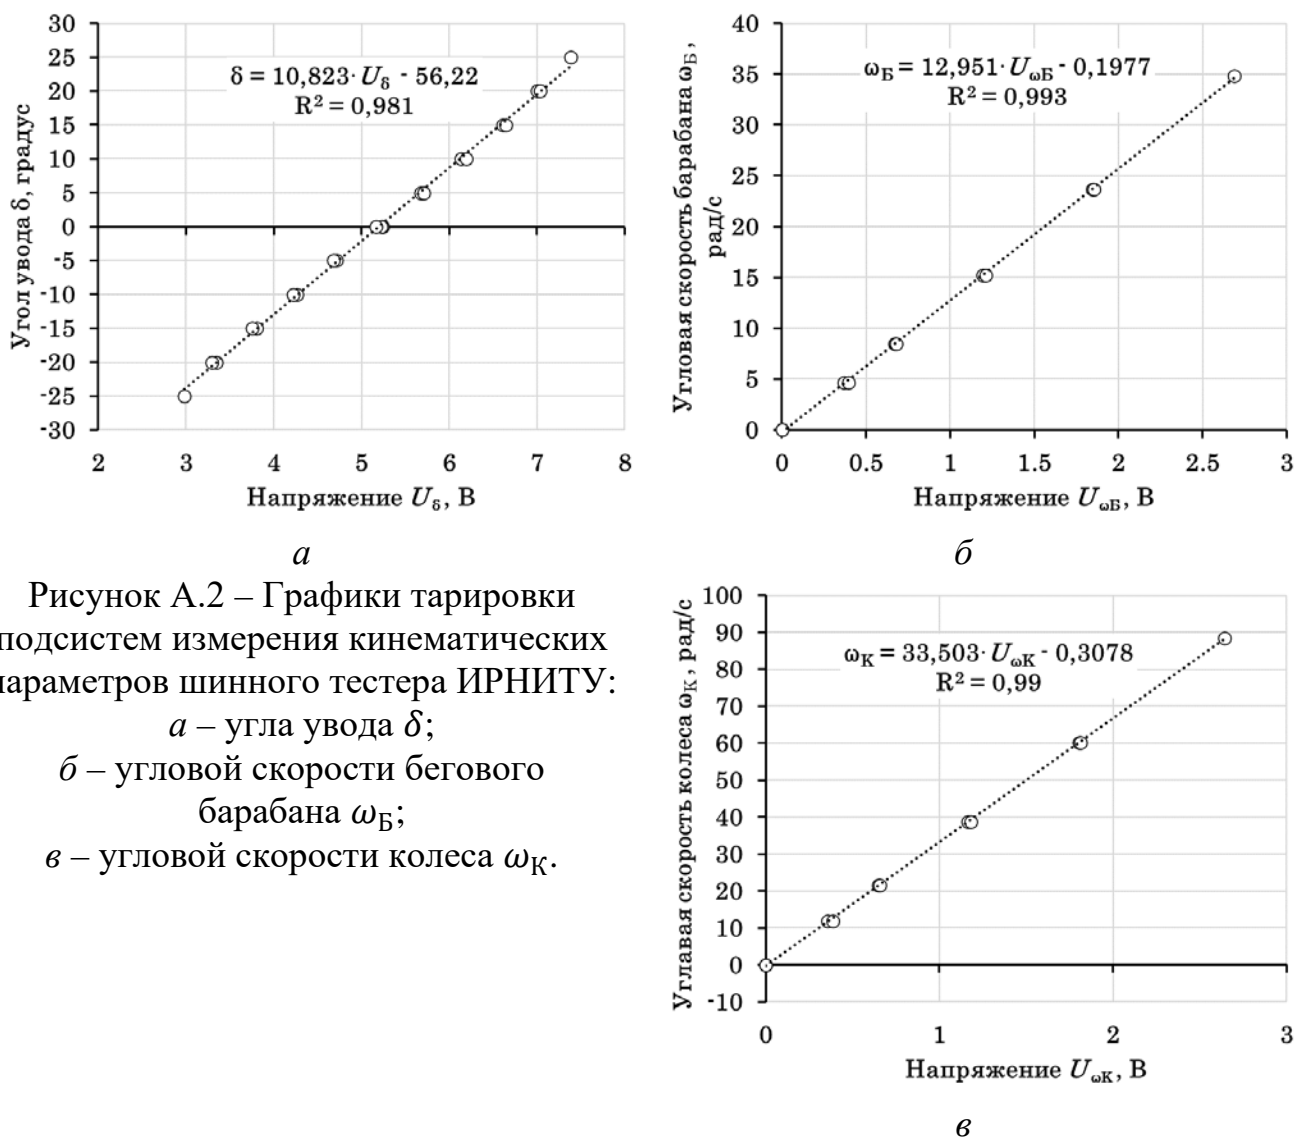 30
25
20
15
10
5
0
-5
-10
-15
-20
-25
-30
Угол увода δ, градус
δ = 10,823· U_δ - 56,22
R² = 0,981
2 3 4 5 6 7 8
Напряжение U_δ, В
а
40
35
30
25
20
15
10
5
0
Угловая скорость барабана ω_Б,
рад/с
ω_Б = 12,951· U_ωБ - 0,1977
R² = 0,993
0 0.5 1 1.5 2 2.5 3
Напряжение U_ωБ, В
б
Рисунок А.2 – Графики тарировки
подсистем измерения кинематических
параметров шинного тестера ИРНИТУ:
а – угла увода δ;
б – угловой скорости бегового
барабана ω_Б;
в – угловой скорости колеса ω_К.
100
90
80
70
60
50
40
30
20
10
0
-10
Углавая скорость колеса ω_К, рад/с
ω_К = 33,503· U_ωК - 0,3078
R² = 0,99
0 1 2 3
Напряжение U_ωК, В
в